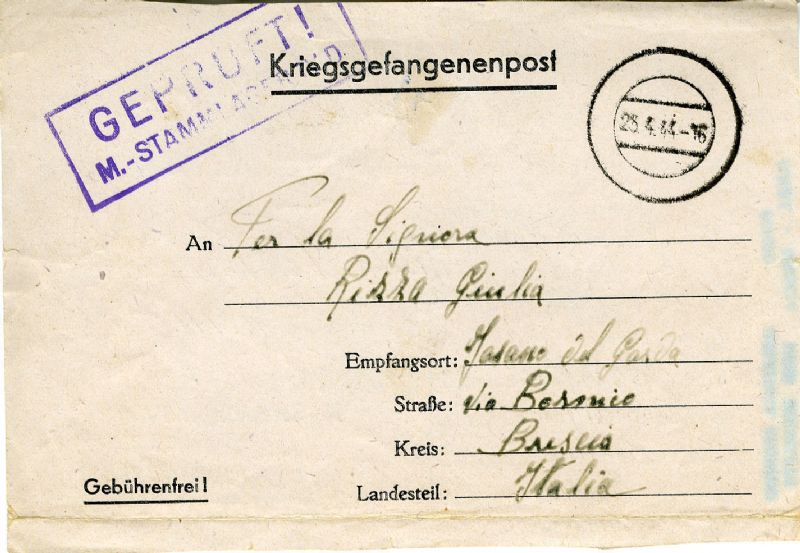 GEPRÜFT!
M.-STAMMLAGER
Kriegsgefangenenpost
25.4.44.-16
An Per la Signora
Rizza Giulia
Empfangsort: Fasano del Garda
Straße: Via
Kreis: Brescia
Gebührenfrei!
Landesteil: Italia